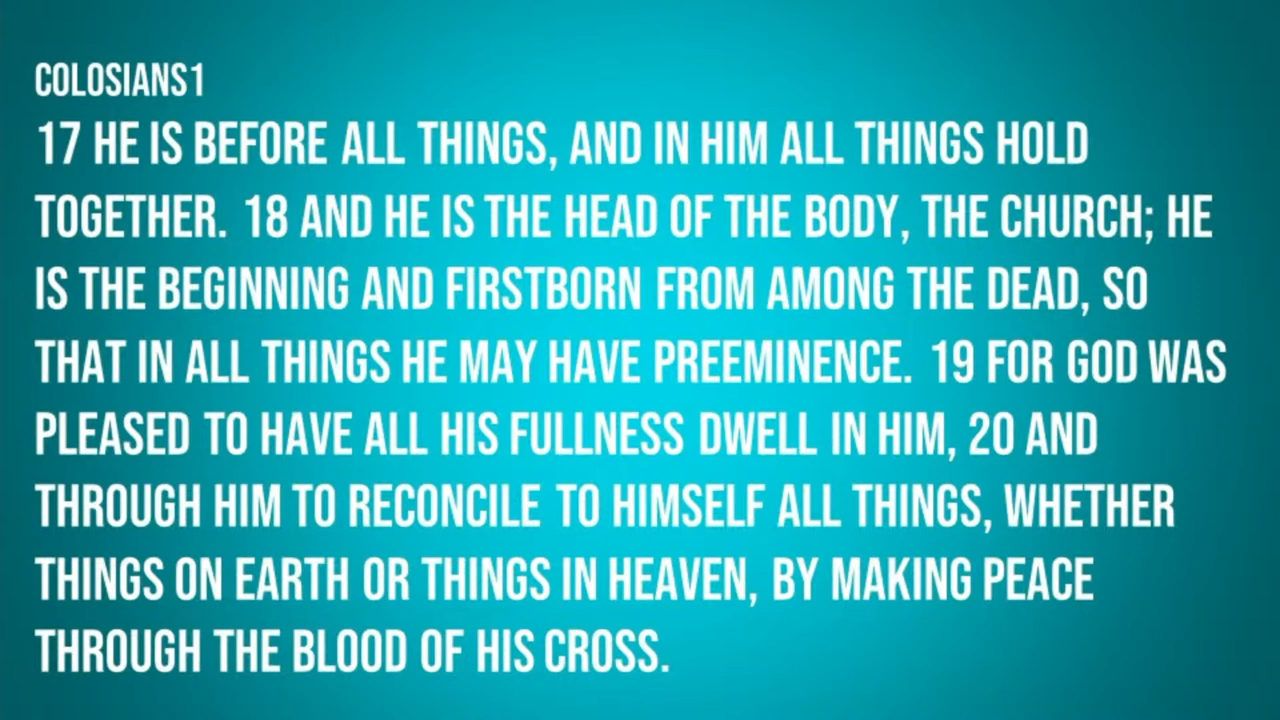 COLOSIANS1
17 HE IS BEFORE ALL THINGS, AND IN HIM ALL THINGS HOLD
TOGETHER. 18 AND HE IS THE HEAD OF THE BODY, THE CHURCH; HE
IS THE BEGINNING AND FIRSTBORN FROM AMONG THE DEAD, SO
THAT IN ALL THINGS HE MAY HAVE PREEMINENCE. 19 FOR GOD WAS
PLEASED TO HAVE ALL HIS FULLNESS DWELL IN HIM, 20 AND
THROUGH HIM TO RECONCILE TO HIMSELF ALL THINGS, WHETHER
THINGS ON EARTH OR THINGS IN HEAVEN, BY MAKING PEACE
THROUGH THE BLOOD OF HIS CROSS.